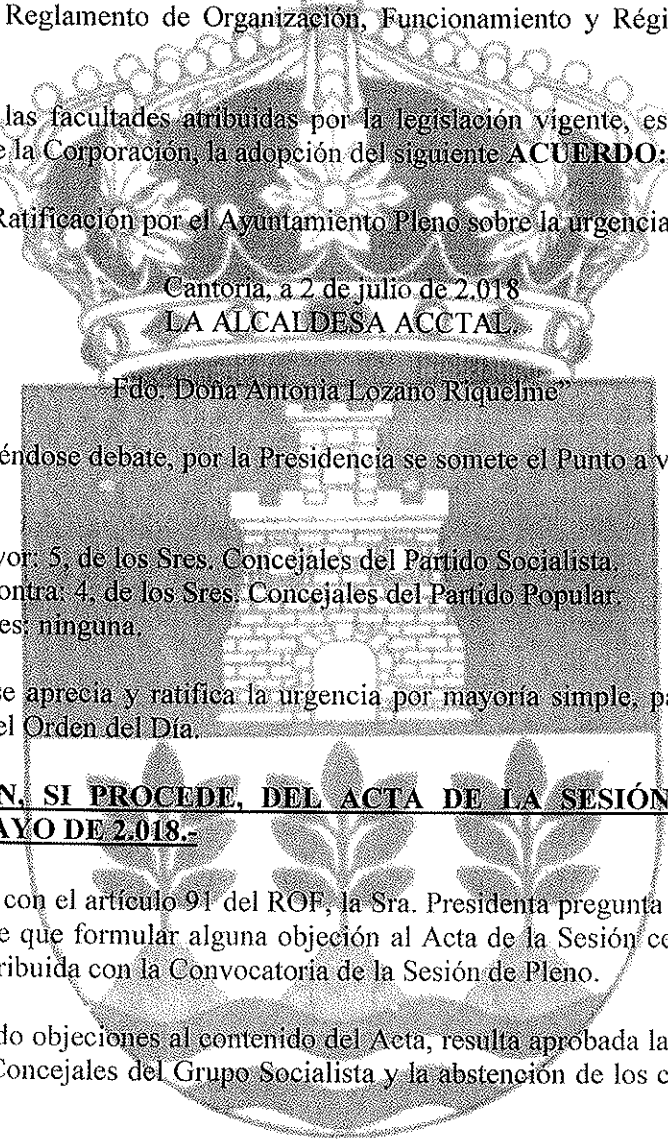 Reglamento de Organización, Funcionamiento y Régi
las facultades atribuidas por la legislación vigente, es
e la Corporación, la adopción del siguiente ACUERDO:
Ratificación por el Ayuntamiento Pleno sobre la urgencia
Cantoria, a 2 de julio de 2.018
LA ALCALDESA ACCTAL.
Fdo. Doña Antonia Lozano Riquelme”
éndose debate, por la Presidencia se somete el Punto a v
vor: 5, de los Sres. Concejales del Partido Socialista.
ontra: 4, de los Sres. Concejales del Partido Popular.
es: ninguna.
se aprecia y ratifica la urgencia por mayoría simple, pa
el Orden del Día.
N, SI PROCEDE, DEL ACTA DE LA SESIÓN
AYO DE 2.018.-
con el artículo 91 del ROF, la Sra. Presidenta pregunta
e que formular alguna objeción al Acta de la Sesión ce
ribuida con la Convocatoria de la Sesión de Pleno.
do objeciones al contenido del Acta, resulta aprobada la
Concejales del Grupo Socialista y la abstención de los c